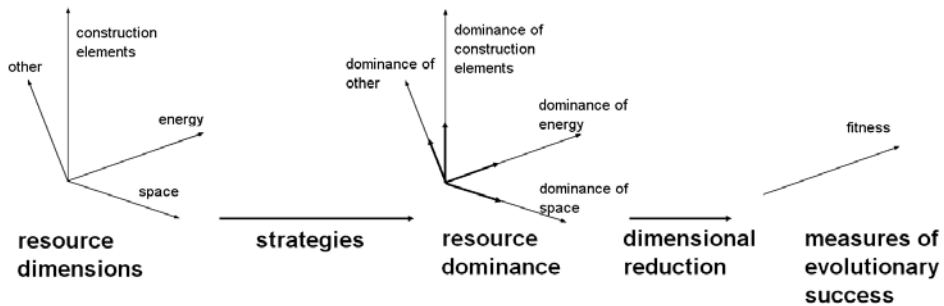 construction
elements
other
energy
space
resource
dimensions
strategies
dominance of
construction
elements
dominance of
other
dominance of
energy
dominance of
space
resource
dominance
dimensional
reduction
fitness
measures of
evolutionary
success